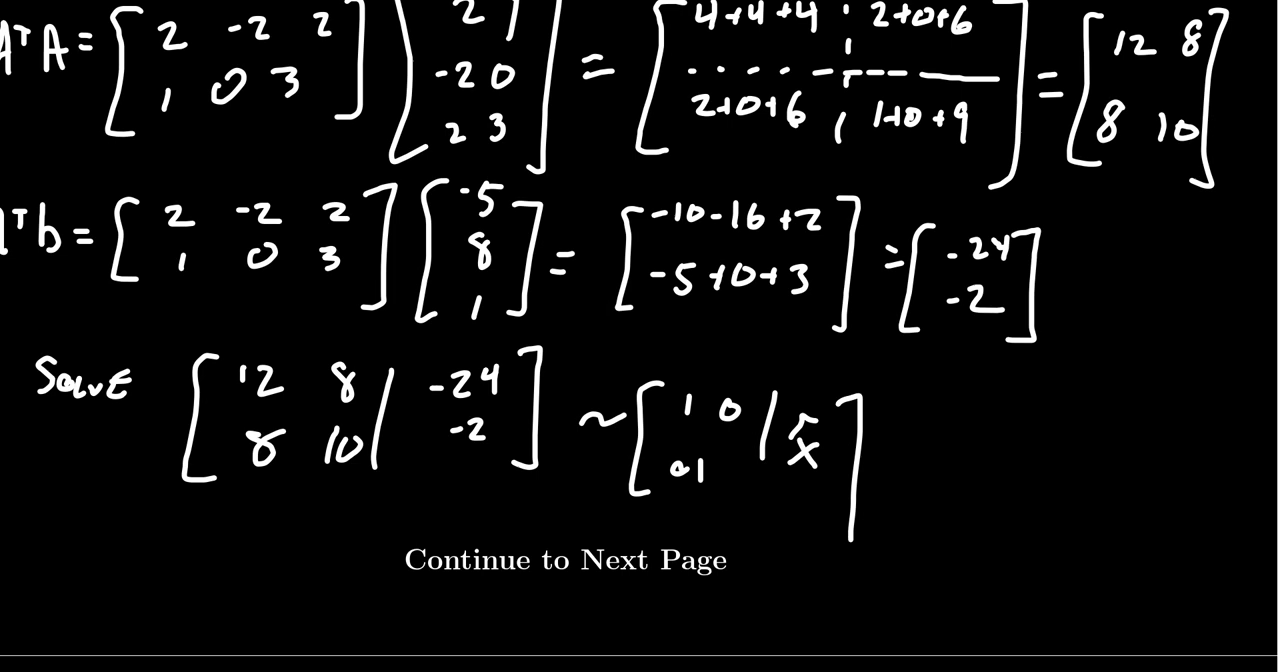 AᵀA = [2 -2 2; 1 0 3] [2 1; -2 0; 2 3] = [4+4+4 2+0+6; 2+0+6 1+0+9] = [12 8; 8 10]
Aᵀb = [2 -2 2; 1 0 3] [-5; 8; 1] = [-10-16+2; -5+0+3] = [-24; -2]
SOLVE [12 8 | -24; 8 10 | -2] ~ [1 0 | ; 0 1 | ]
Continue to Next Page